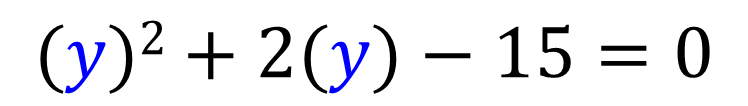 (y)² + 2(y) − 15 = 0